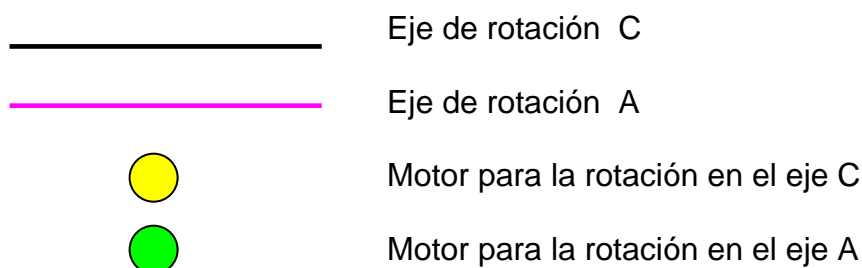 Eje de rotación C
Eje de rotación A
Motor para la rotación en el eje C
Motor para la rotación en el eje A